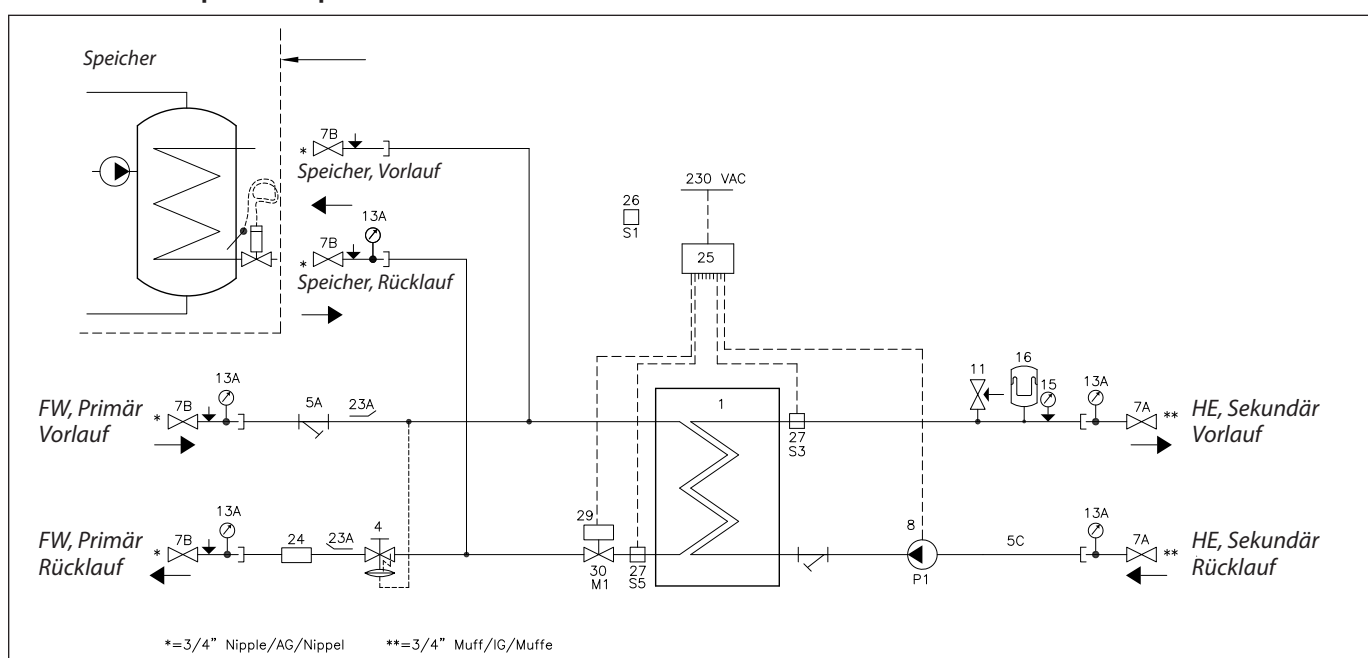 Speicher
7B
*
Speicher, Vorlauf
13A
7B
*
Speicher, Rücklauf
230 VAC
26
S1
25
FW, Primär
Vorlauf
*
7B
13A
5A
23A
1
27
S3
11
16
15
13A
7A
**
HE, Sekundär
Vorlauf
FW, Primär
Rücklauf
*
7B
13A
24
23A
4
29
30
M1
27
S5
8
P1
5C
13A
7A
**
HE, Sekundär
Rücklauf
*=3/4" Nipple/AG/Nippel
**=3/4" Muff/IG/Muffe